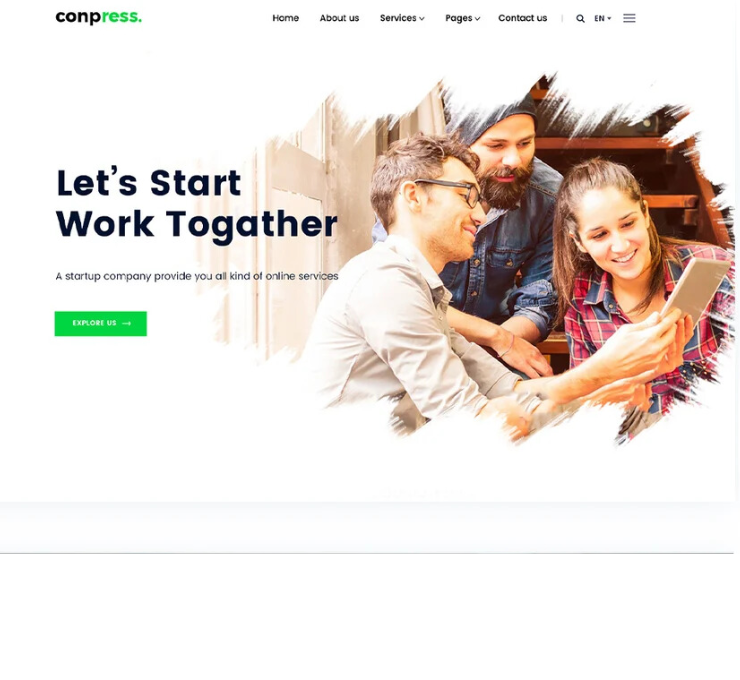 conpress.
Home About us Services Pages Contact us EN
Let's Start
Work Togather
A startup company provide you all kind of online services
EXPLORE US